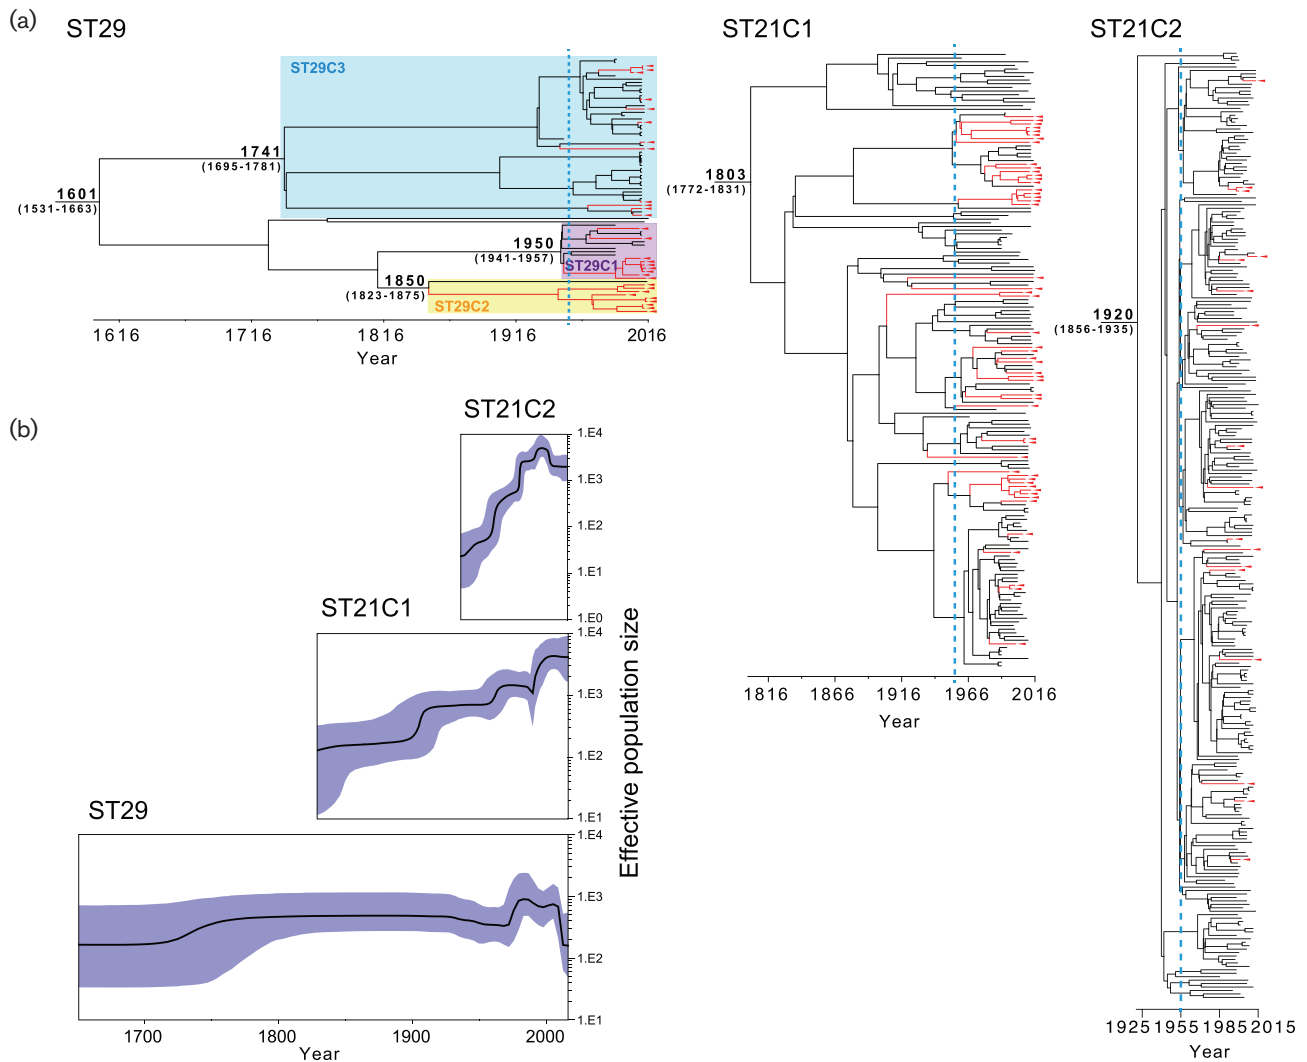 (a)
ST29
ST29C3
1741
(1695-1781)
1601
(1531-1663)
1950
(1941-1957)
ST29C1
1850
(1823-1875)
ST29C2
1616 1716 1816 1916 2016
Year
ST21C1
1803
(1772-1831)
1816 1866 1916 1966 2016
Year
ST21C2
1920
(1856-1935)
1925 1955 1985 2015
Year
(b)
ST21C2
1.E4
1.E3
1.E2
1.E1
1.E0
ST21C1
1.E4
1.E3
1.E2
1.E1
ST29
1.E4
1.E3
1.E2
1.E1
Effective population size
1700 1800 1900 2000
Year